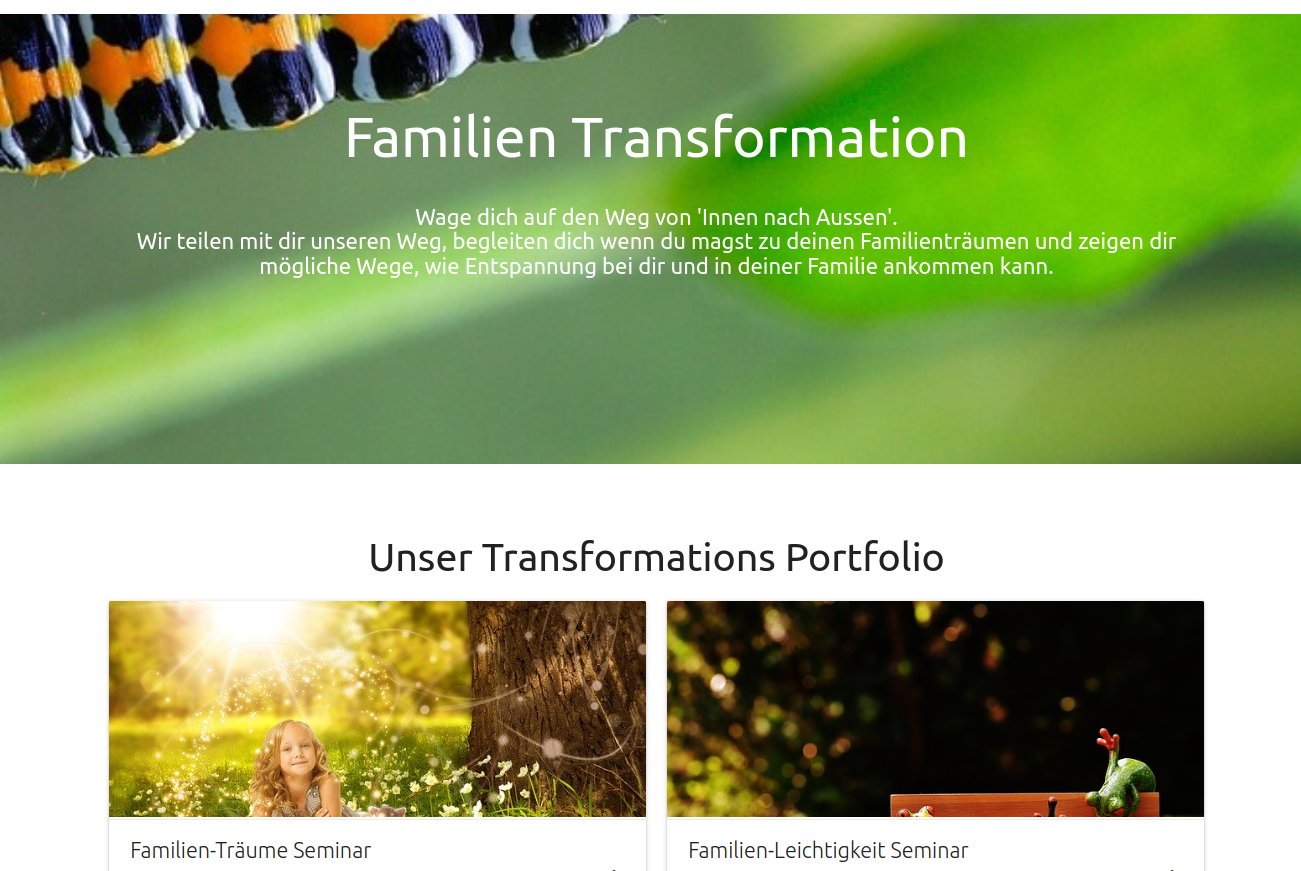 Familien Transformation
Wage dich auf den Weg von 'Innen nach Aussen'.
Wir teilen mit dir unseren Weg, begleiten dich wenn du magst zu deinen Familienträumen und zeigen dir
mögliche Wege, wie Entspannung bei dir und in deiner Familie ankommen kann.
Unser Transformations Portfolio
Familien-Träume Seminar
Familien-Leichtigkeit Seminar